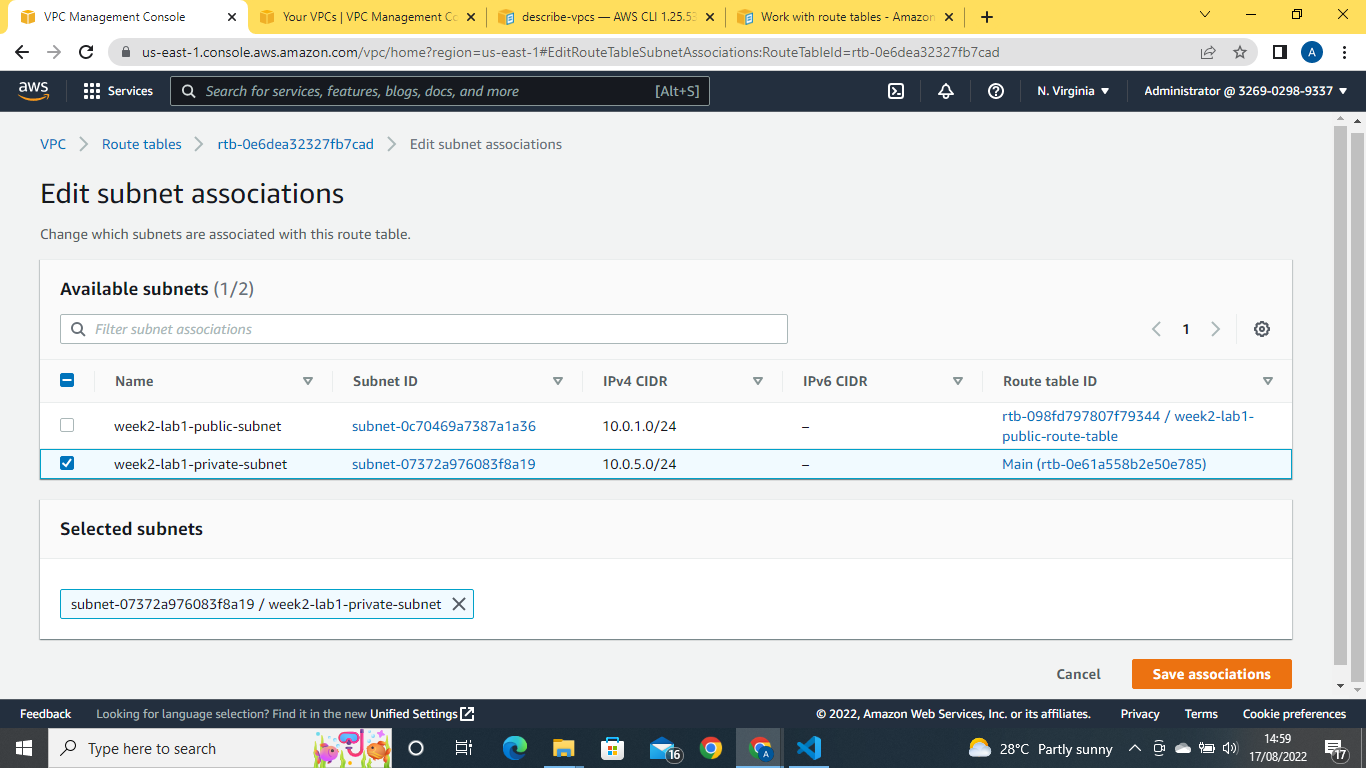 VPC Management Console
Your VPCs | VPC Management Co
describe-vpcs — AWS CLI 1.25.53
Work with route tables - Amazon
us-east-1.console.aws.amazon.com/vpc/home?region=us-east-1#EditRouteTableSubnetAssociations:RouteTableId=rtb-0e6dea32327fb7cad
A
aws
Services
Search for services, features, blogs, docs, and more
[Alt+S]
N. Virginia
Administrator @ 3269-0298-9337
VPC
Route tables
rtb-0e6dea32327fb7cad
Edit subnet associations
Edit subnet associations
Change which subnets are associated with this route table.
Available subnets (1/2)
Filter subnet associations
1
Name
Subnet ID
IPv4 CIDR
IPv6 CIDR
Route table ID
week2-lab1-public-subnet
subnet-0c70469a7387a1a36
10.0.1.0/24
–
rtb-098fd797807f79344 / week2-lab1-
public-route-table
week2-lab1-private-subnet
subnet-07372a976083f8a19
10.0.5.0/24
–
Main (rtb-0e61a558b2e50e785)
Selected subnets
subnet-07372a976083f8a19 / week2-lab1-private-subnet
Cancel
Save associations
Feedback
Looking for language selection? Find it in the new Unified Settings
© 2022, Amazon Web Services, Inc. or its affiliates.
Privacy
Terms
Cookie preferences
Type here to search
16
A
28°C Partly sunny
14:59
17/08/2022
17